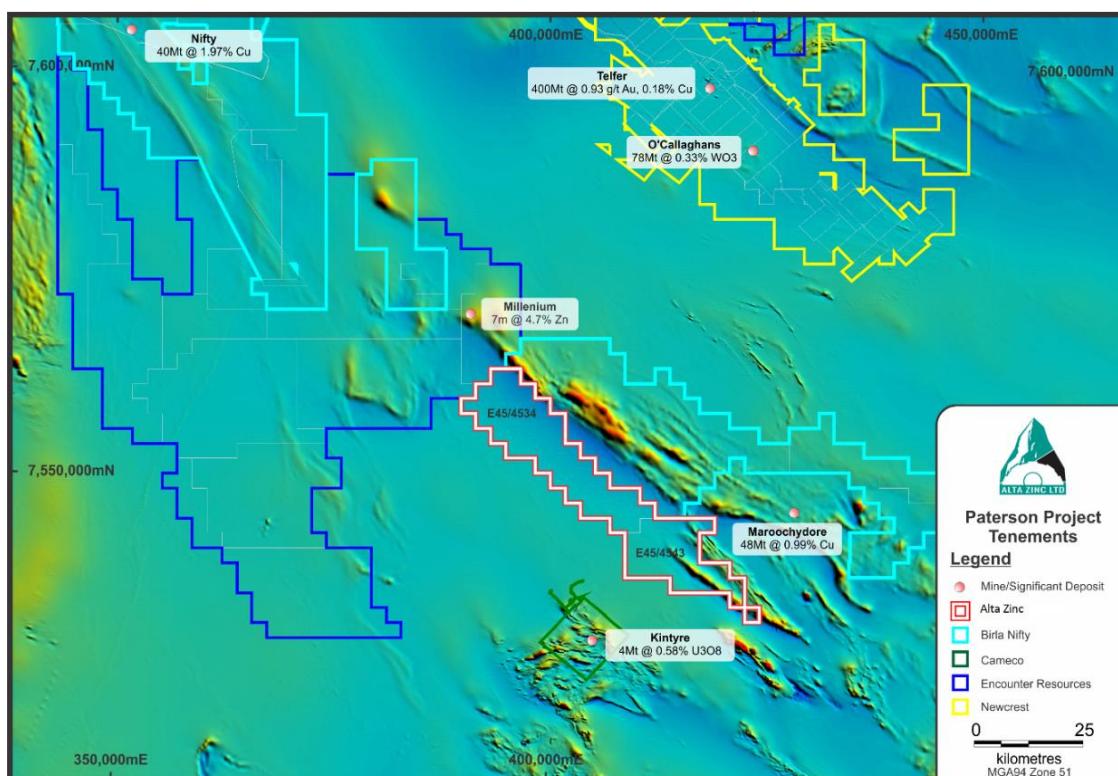 400,000mE
450,000mE
Nifty
40Mt @ 1.97% Cu
7,600,000mN
7,600,000mN
Telfer
400Mt @ 0.93 g/t Au, 0.18% Cu
O'Callaghans
78Mt @ 0.33% WO3
Millenium
7m @ 4.7% Zn
E45/4534
7,550,000mN
Maroochydore
48Mt @ 0.99% Cu
E45/4543
Kintyre
4Mt @ 0.58% U3O8
350,000mE
400,000mE
ALTA ZINC LTD
Paterson Project
Tenements
Legend
Mine/Significant Deposit
Alta Zinc
Birla Nifty
Cameco
Encounter Resources
Newcrest
0 25
kilometres
MGA94 Zone 51